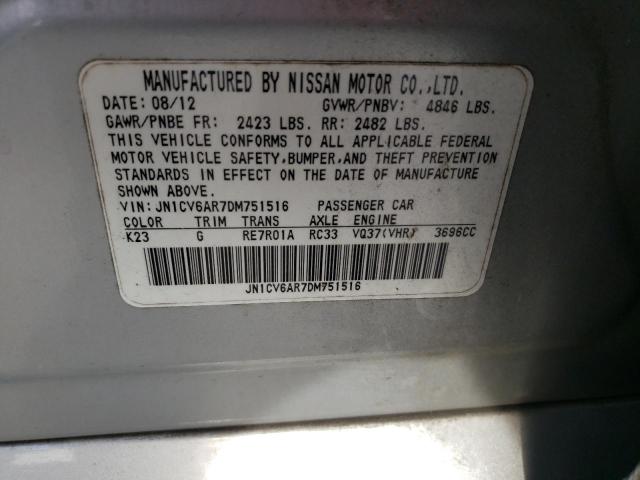 MANUFACTURED BY NISSAN MOTOR CO.,LTD.
DATE: 08/12 GVWR/PNBV: 4846 LBS.
GAWR/PNBE FR: 2423 LBS. RR: 2482 LBS.
THIS VEHICLE CONFORMS TO ALL APPLICABLE FEDERAL
MOTOR VEHICLE SAFETY,BUMPER,AND THEFT PREVENTION
STANDARDS IN EFFECT ON THE DATE OF MANUFACTURE
SHOWN ABOVE.
VIN: JN1CV6AR7DM751516 PASSENGER CAR
COLOR TRIM TRANS AXLE ENGINE
K23 G RE7R01A RC33 VQ37(VHR) 3696CC
JN1CV6AR7DM751516